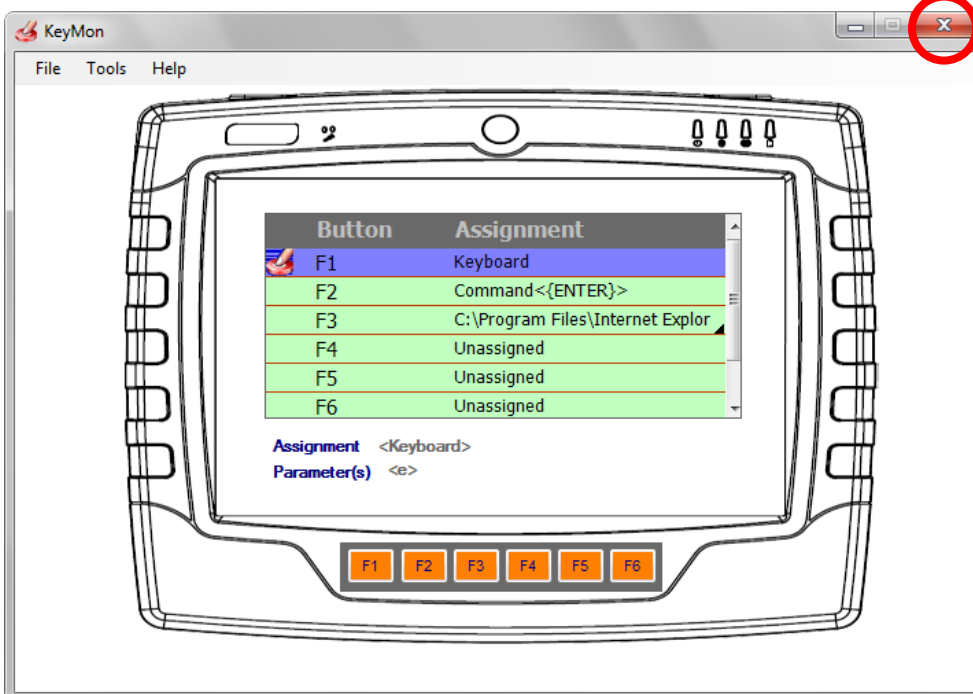 KeyMon
File Tools Help
Button Assignment
F1 Keyboard
F2 Command<{ENTER}>
F3 C:\Program Files\Internet Explor
F4 Unassigned
F5 Unassigned
F6 Unassigned
Assignment <Keyboard>
Parameter(s) <e>
F1 F2 F3 F4 F5 F6